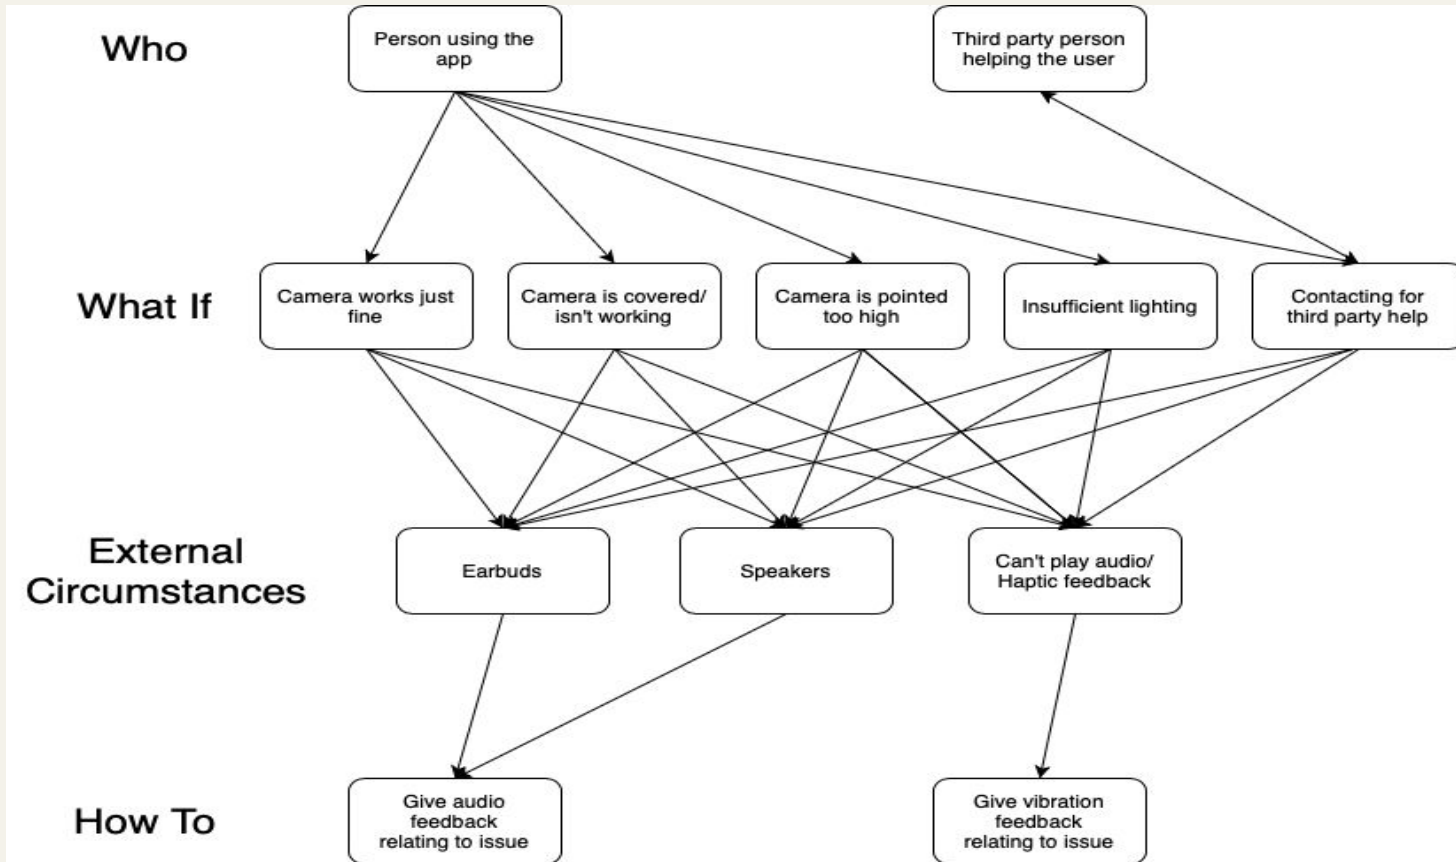 Who
Person using the
app
Third party person
helping the user
What If
Camera works just
fine
Camera is covered/
isn't working
Camera is pointed
too high
Insufficient lighting
Contacting for
third party help
External
Circumstances
Earbuds
Speakers
Can't play audio/
Haptic feedback
How To
Give audio
feedback
relating to issue
Give vibration
feedback
relating to issue